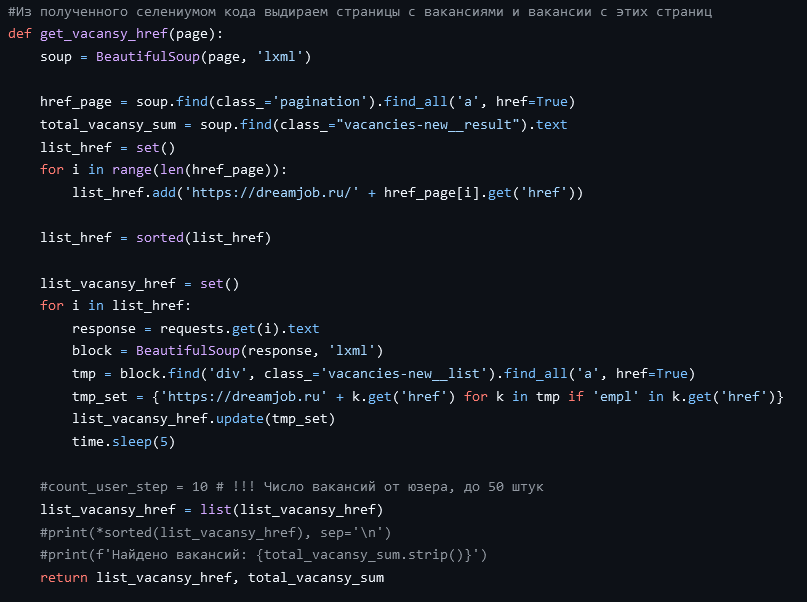 #Из полученного селениумом кода выдираем страницы с вакансиями и вакансии с этих страниц
def get_vacansy_href(page):
    soup = BeautifulSoup(page, 'lxml')

    href_page = soup.find(class_='pagination').find_all('a', href=True)
    total_vacansy_sum = soup.find(class_="vacancies-new__result").text
    list_href = set()
    for i in range(len(href_page)):
        list_href.add('https://dreamjob.ru/' + href_page[i].get('href'))

    list_href = sorted(list_href)

    list_vacansy_href = set()
    for i in list_href:
        response = requests.get(i).text
        block = BeautifulSoup(response, 'lxml')
        tmp = block.find('div', class_='vacancies-new__list').find_all('a', href=True)
        tmp_set = {'https://dreamjob.ru' + k.get('href') for k in tmp if 'empl' in k.get('href')}
        list_vacansy_href.update(tmp_set)
        time.sleep(5)

    #count_user_step = 10 # !!! Число вакансий от юзера, до 50 штук
    list_vacansy_href = list(list_vacansy_href)
    #print(*sorted(list_vacansy_href), sep='\n')
    #print(f'Найдено вакансий: {total_vacansy_sum.strip()}')
    return list_vacansy_href, total_vacansy_sum